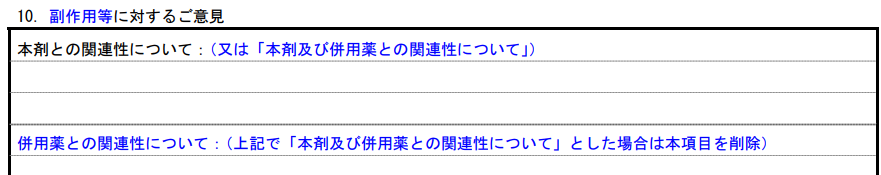 10. 副作用等に対するご意見
本剤との関連性について：（又は「本剤及び併用薬との関連性について」）
併用薬との関連性について：（上記で「本剤及び併用薬との関連性について」とした場合は本項目を削除）